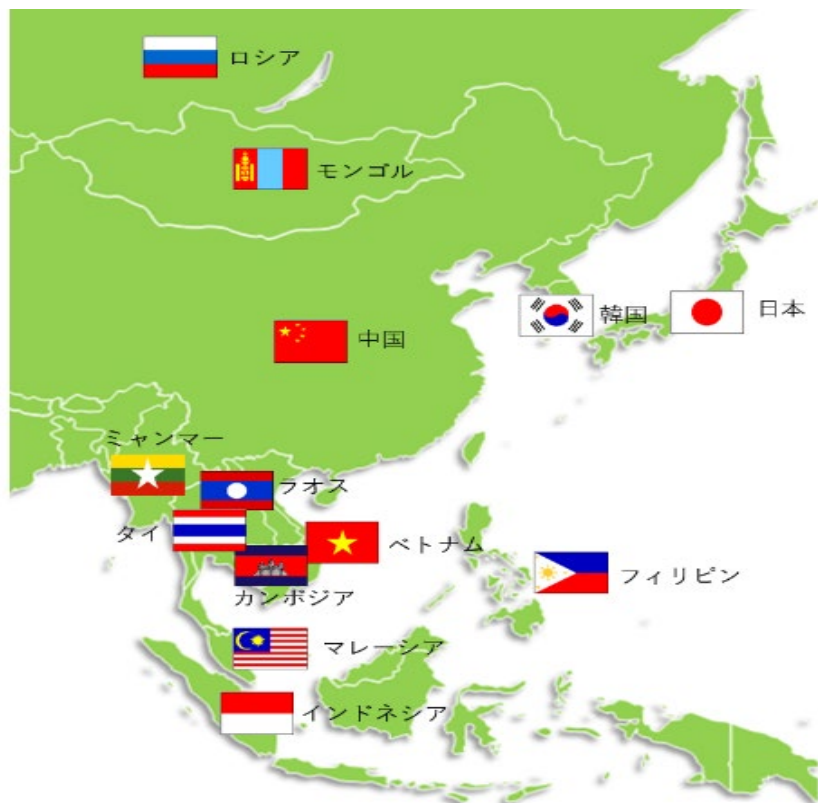 ロシア
モンゴル
韓国
日本
中国
ミャンマー
ラオス
タイ
ベトナム
フィリピン
カンボジア
マレーシア
インドネシア